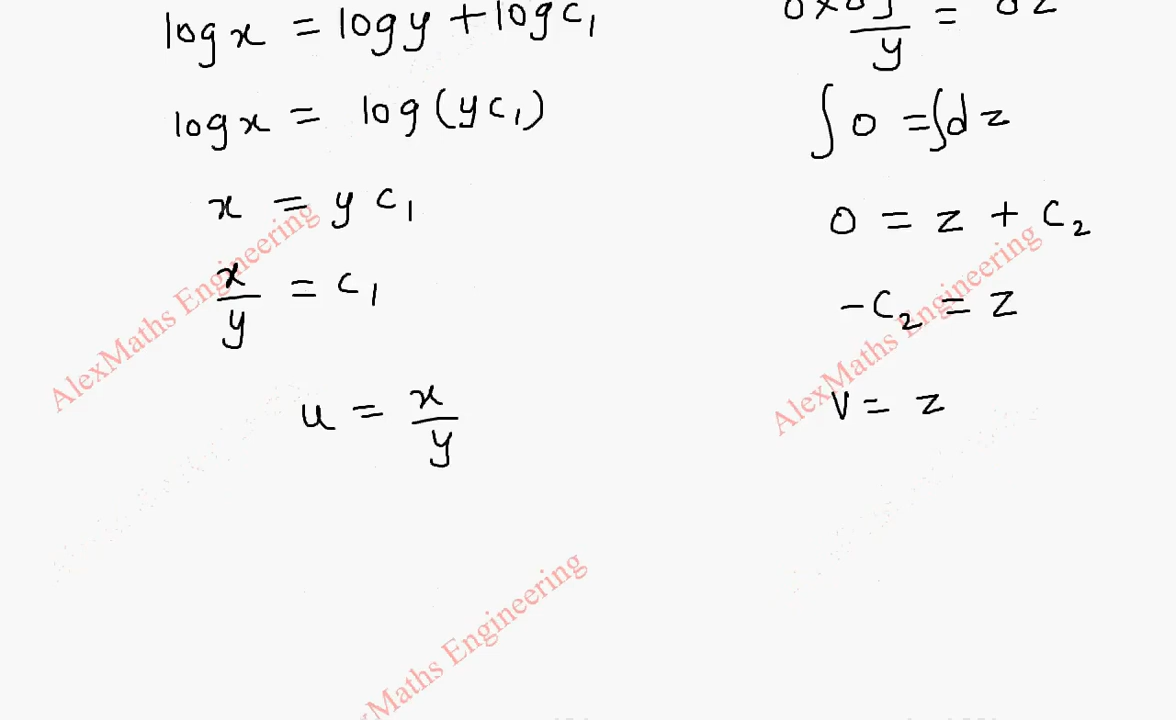 log x = log y + log c₁
log x = log (y c₁)
x = y c₁
x/y = c₁
u = x/y
∫ 0 = ∫ d z
0 = z + c₂
-c₂ = z
v = z
AlexMaths Engineering
AlexMaths Engineering
AlexMaths Engineering